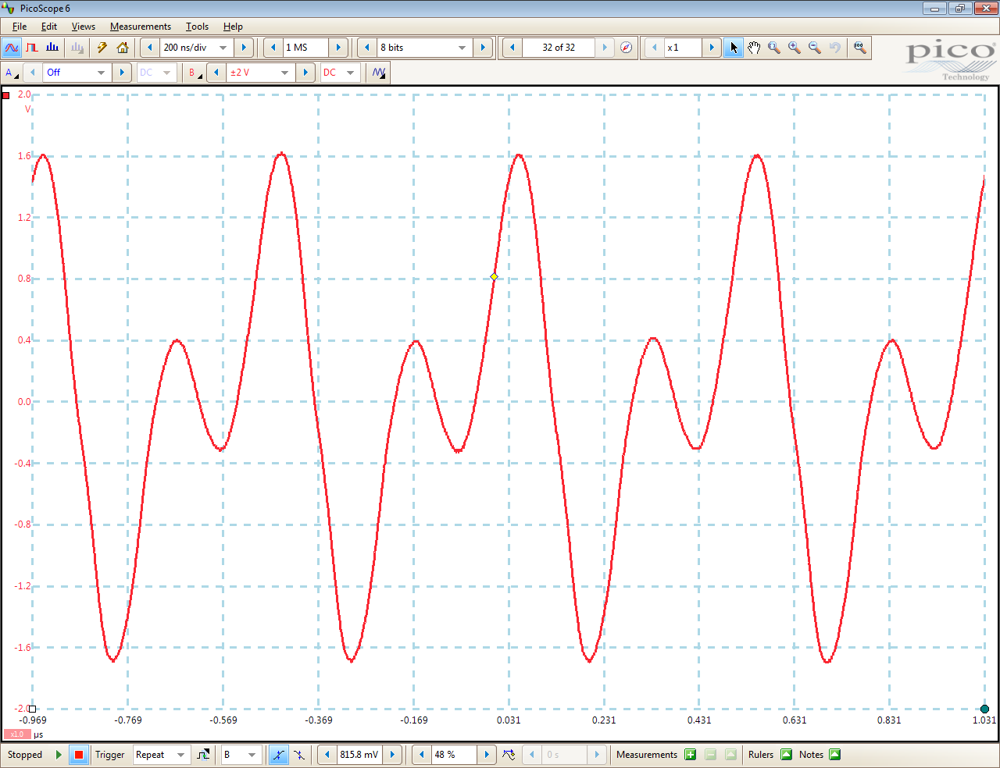 PicoScope 6
File Edit Views Measurements Tools Help
200 ns/div 1 MS 8 bits 32 of 32 x1
pico
Technology
A Off DC B ±2 V DC
2.0
V
1.6
1.2
0.8
0.4
0.0
-0.4
-0.8
-1.2
-1.6
-2.0
-0.969 -0.769 -0.569 -0.369 -0.169 0.031 0.231 0.431 0.631 0.831 1.031
x1.0 µs
Stopped Trigger Repeat B 815.8 mV 48 % 0 s Measurements Rulers Notes